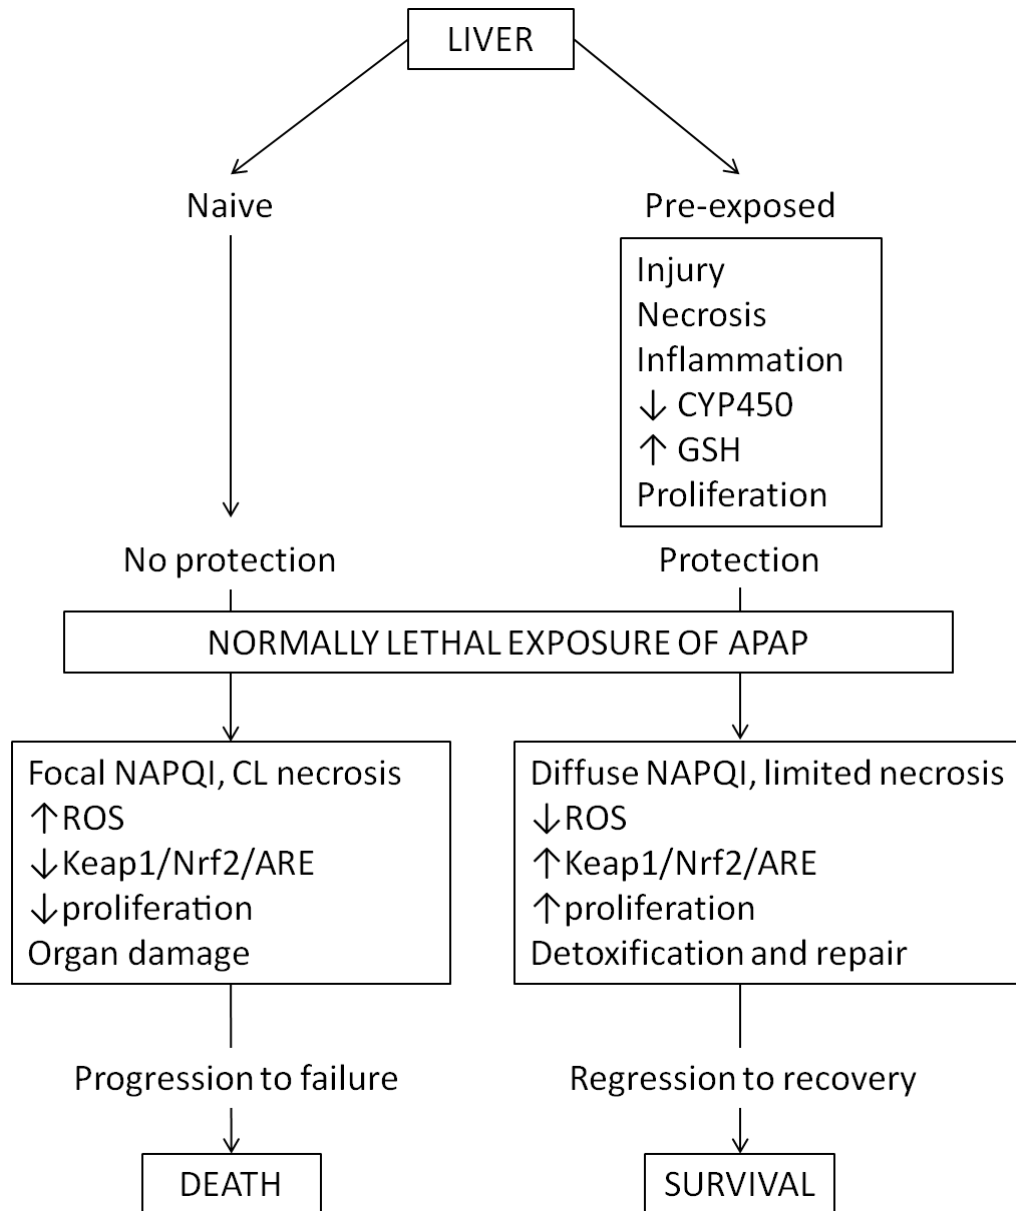 LIVER
Naive
Pre-exposed
Injury
Necrosis
Inflammation
↓ CYP450
↑ GSH
Proliferation
No protection
Protection
NORMALLY LETHAL EXPOSURE OF APAP
Focal NAPQI, CL necrosis
↑ROS
↓Keap1/Nrf2/ARE
↓proliferation
Organ damage
Diffuse NAPQI, limited necrosis
↓ROS
↑Keap1/Nrf2/ARE
↑proliferation
Detoxification and repair
Progression to failure
Regression to recovery
DEATH
SURVIVAL